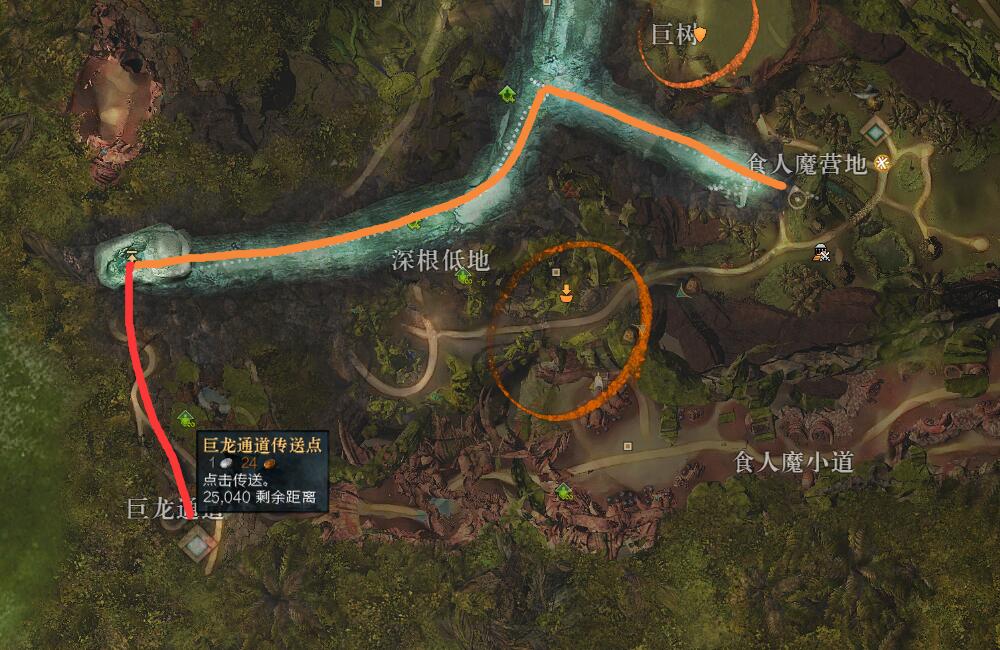 巨树
食人魔营地
深根低地
巨龙通道传送点
1 24
点击传送。
25,040 剩余距离
食人魔小道
巨龙通道